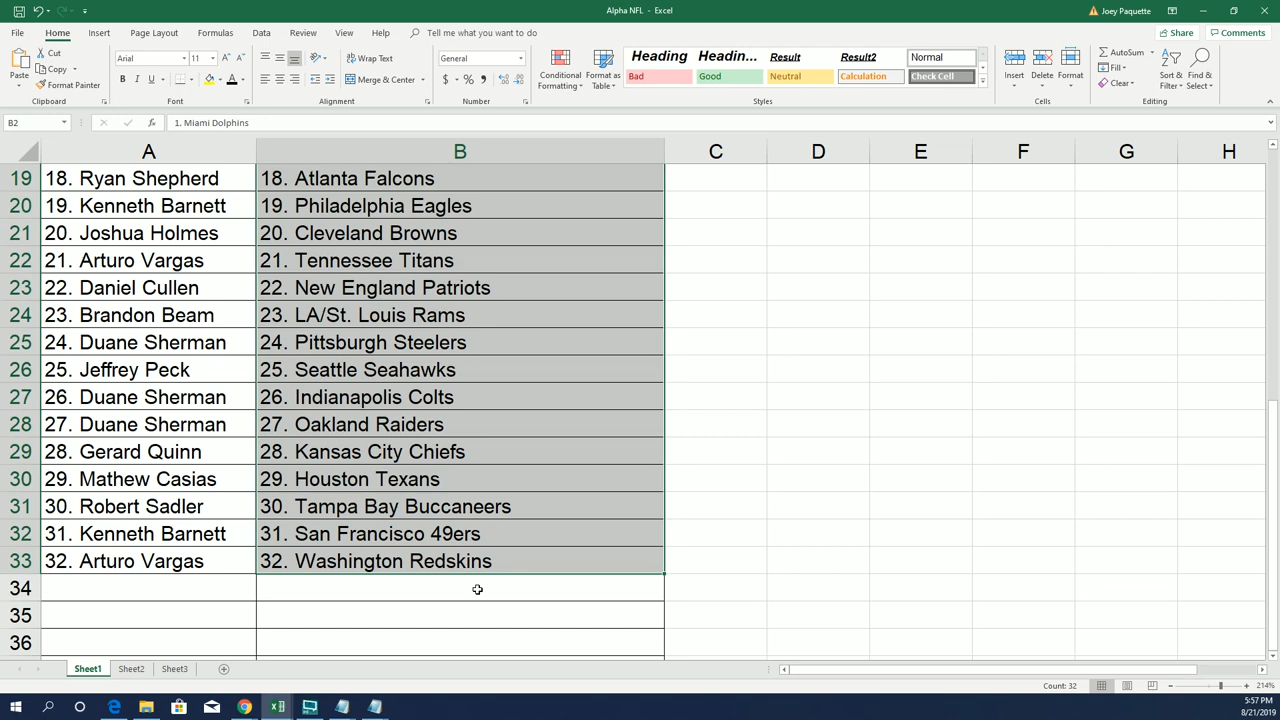 Alpha NFL - Excel
Joey Paquette
File Home Insert Page Layout Formulas Data Review View Help Tell me what you want to do
Share Comments
Paste
Cut
Copy
Format Painter
Clipboard
Arial 11
B I U
Font
Wrap Text
Merge & Center
Alignment
General
$ % ,
Number
Conditional Formatting
Format as Table
Heading Headin... Result Result2 Normal
Bad Good Neutral Calculation Check Cell
Styles
Insert Delete Format
Cells
AutoSum
Fill
Clear
Sort & Filter
Find & Select
Editing
B2 fx 1. Miami Dolphins
A B C D E F G H
19 18. Ryan Shepherd 18. Atlanta Falcons
20 19. Kenneth Barnett 19. Philadelphia Eagles
21 20. Joshua Holmes 20. Cleveland Browns
22 21. Arturo Vargas 21. Tennessee Titans
23 22. Daniel Cullen 22. New England Patriots
24 23. Brandon Beam 23. LA/St. Louis Rams
25 24. Duane Sherman 24. Pittsburgh Steelers
26 25. Jeffrey Peck 25. Seattle Seahawks
27 26. Duane Sherman 26. Indianapolis Colts
28 27. Duane Sherman 27. Oakland Raiders
29 28. Gerard Quinn 28. Kansas City Chiefs
30 29. Mathew Casias 29. Houston Texans
31 30. Robert Sadler 30. Tampa Bay Buccaneers
32 31. Kenneth Barnett 31. San Francisco 49ers
33 32. Arturo Vargas 32. Washington Redskins
34
35
36
Sheet1 Sheet2 Sheet3
Count: 32 214%
5:57 PM
8/21/2019